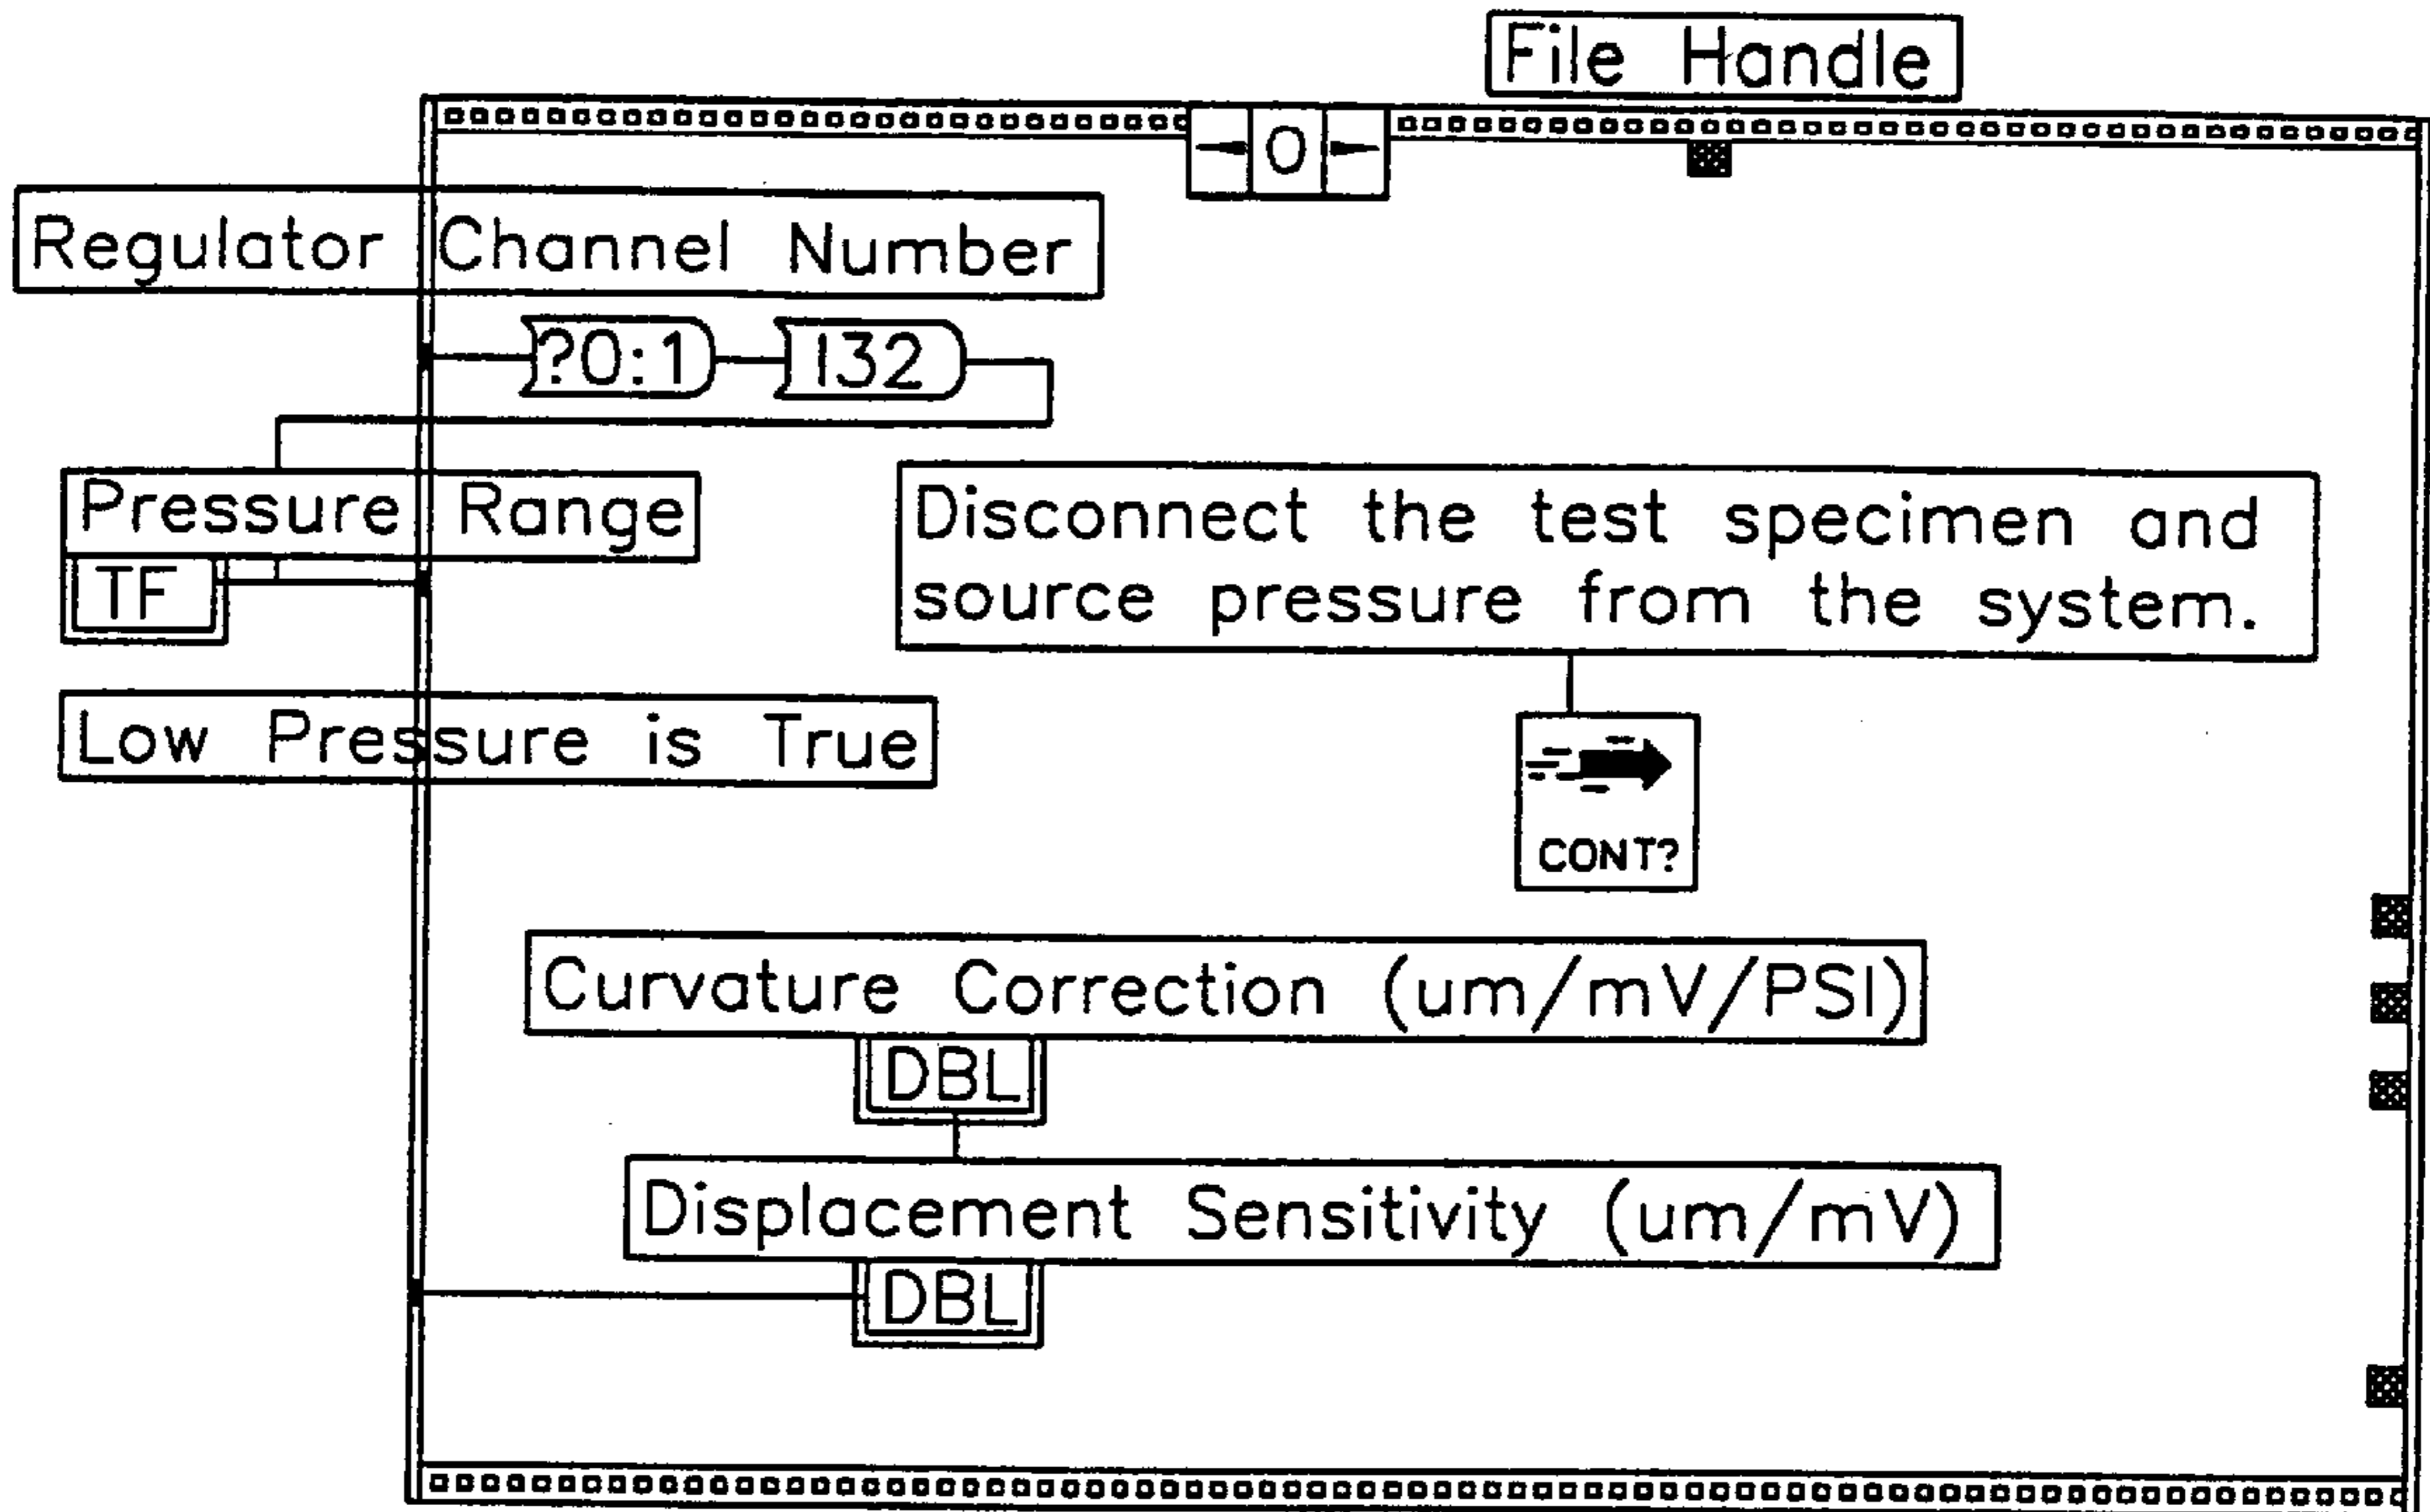 File Handle
0
Regulator Channel Number
?0:1 I32
Pressure Range
TF
Disconnect the test specimen and
source pressure from the system.
Low Pressure is True
CONT?
Curvature Correction (um/mV/PSI)
DBL
Displacement Sensitivity (um/mV)
DBL